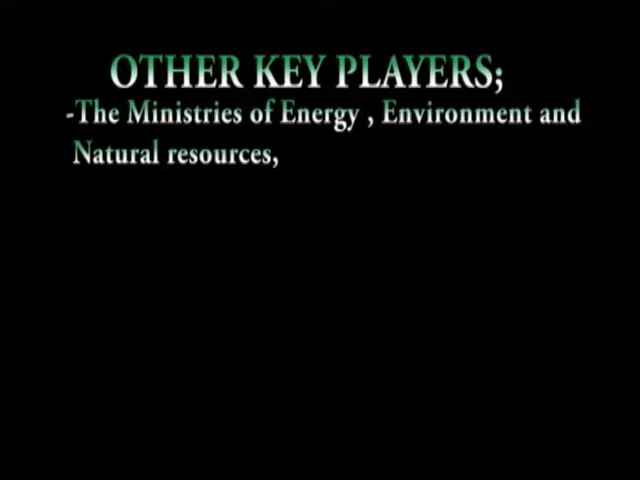 OTHER KEY PLAYERS;
-The Ministries of Energy , Environment and
Natural resources,